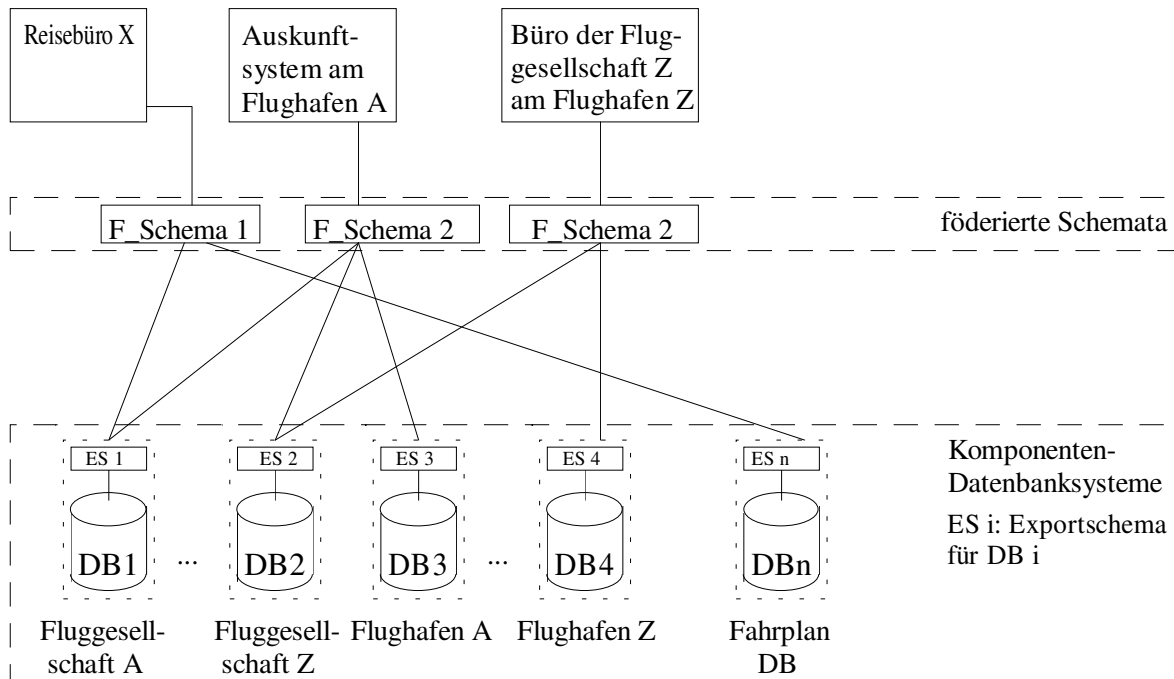 Reisebüro X
Auskunft-
system am
Flughafen A
Büro der Flug-
gesellschaft Z
am Flughafen Z
F_Schema 1
F_Schema 2
F_Schema 2
föderierte Schemata
ES 1
ES 2
ES 3
ES 4
ES n
Komponenten-
Datenbanksysteme
ES i: Exportschema
für DB i
DB1
...
DB2
DB3
...
DB4
DBn
Fluggesell-
schaft A
Fluggesell-
schaft Z
Flughafen A
Flughafen Z
Fahrplan
DB